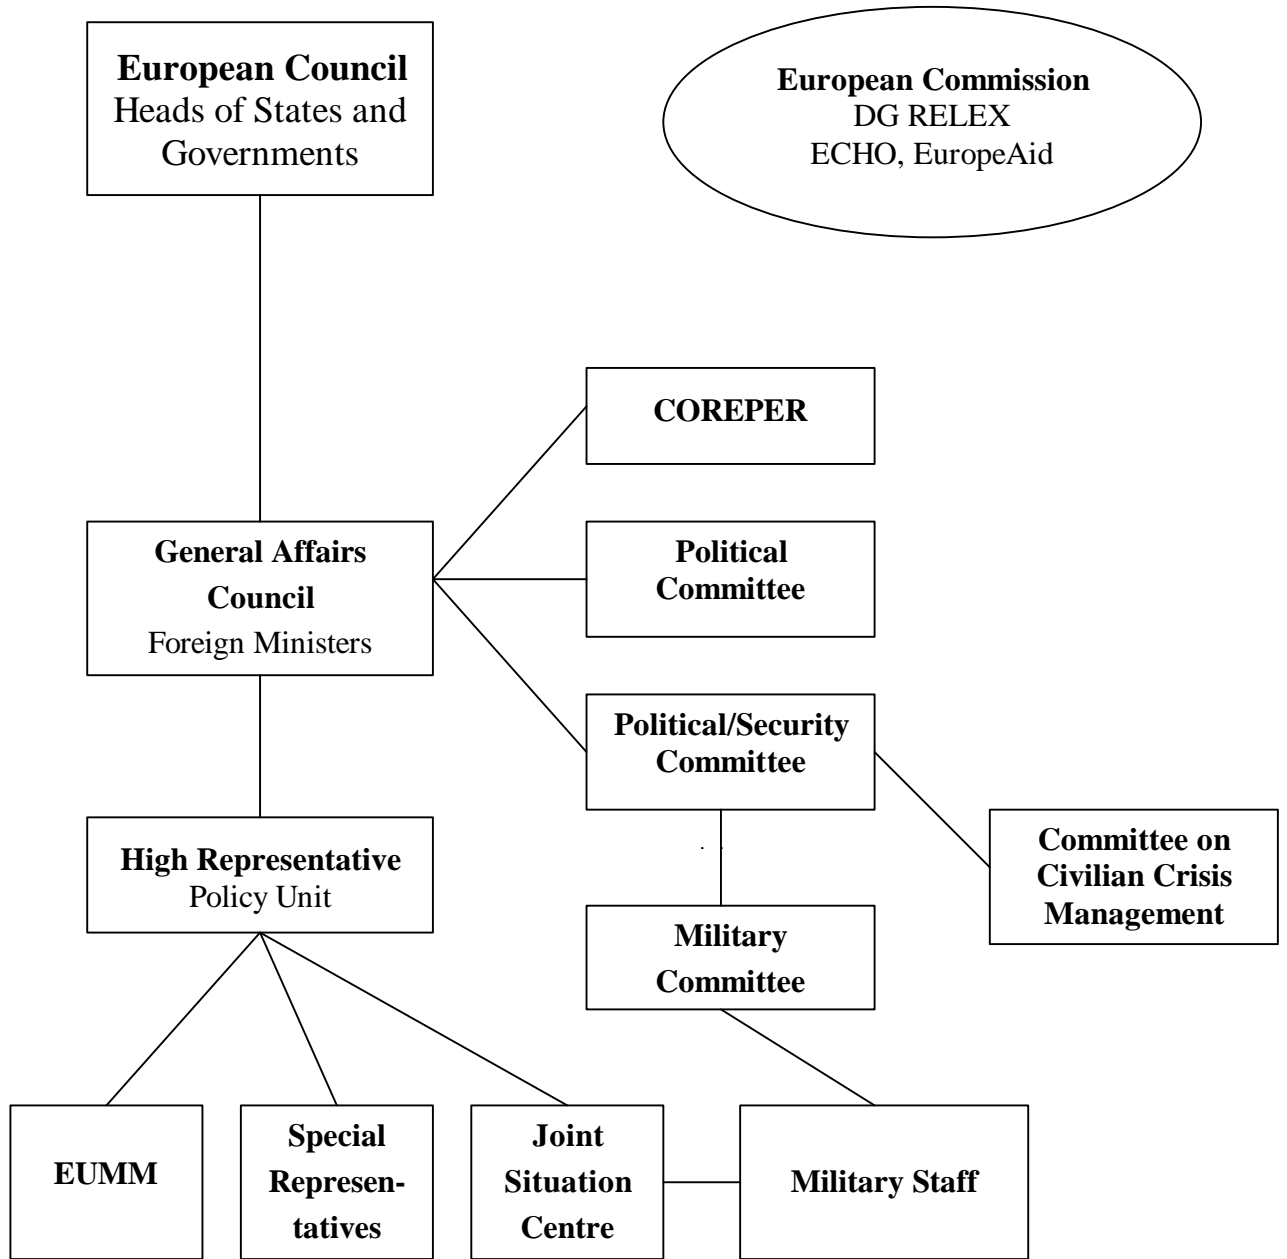 European Council
Heads of States and
Governments
European Commission
DG RELEX
ECHO, EuropeAid
COREPER
General Affairs
Council
Foreign Ministers
Political
Committee
Political/Security
Committee
High Representative
Policy Unit
Committee on
Civilian Crisis
Management
Military
Committee
EUMM
Special
Represen-
tatives
Joint
Situation
Centre
Military Staff